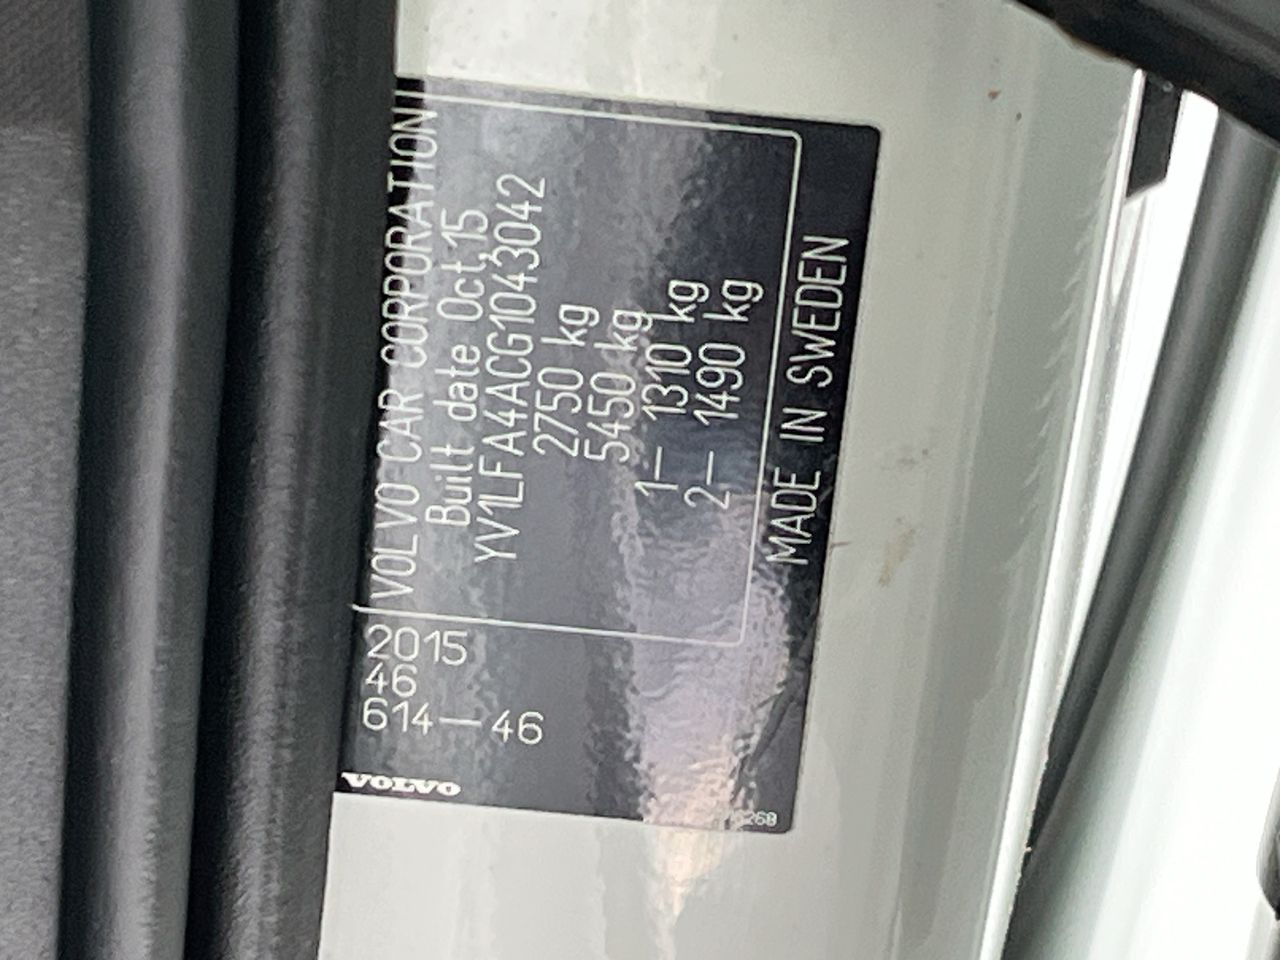 VOLVO CAR CORPORATION
Built date Oct,15
YV1LFA4ACG1043042
2750 kg
5450 kg
1– 1310 kg
2– 1490 kg
MADE IN SWEDEN
2015
46
614–46
VOLVO